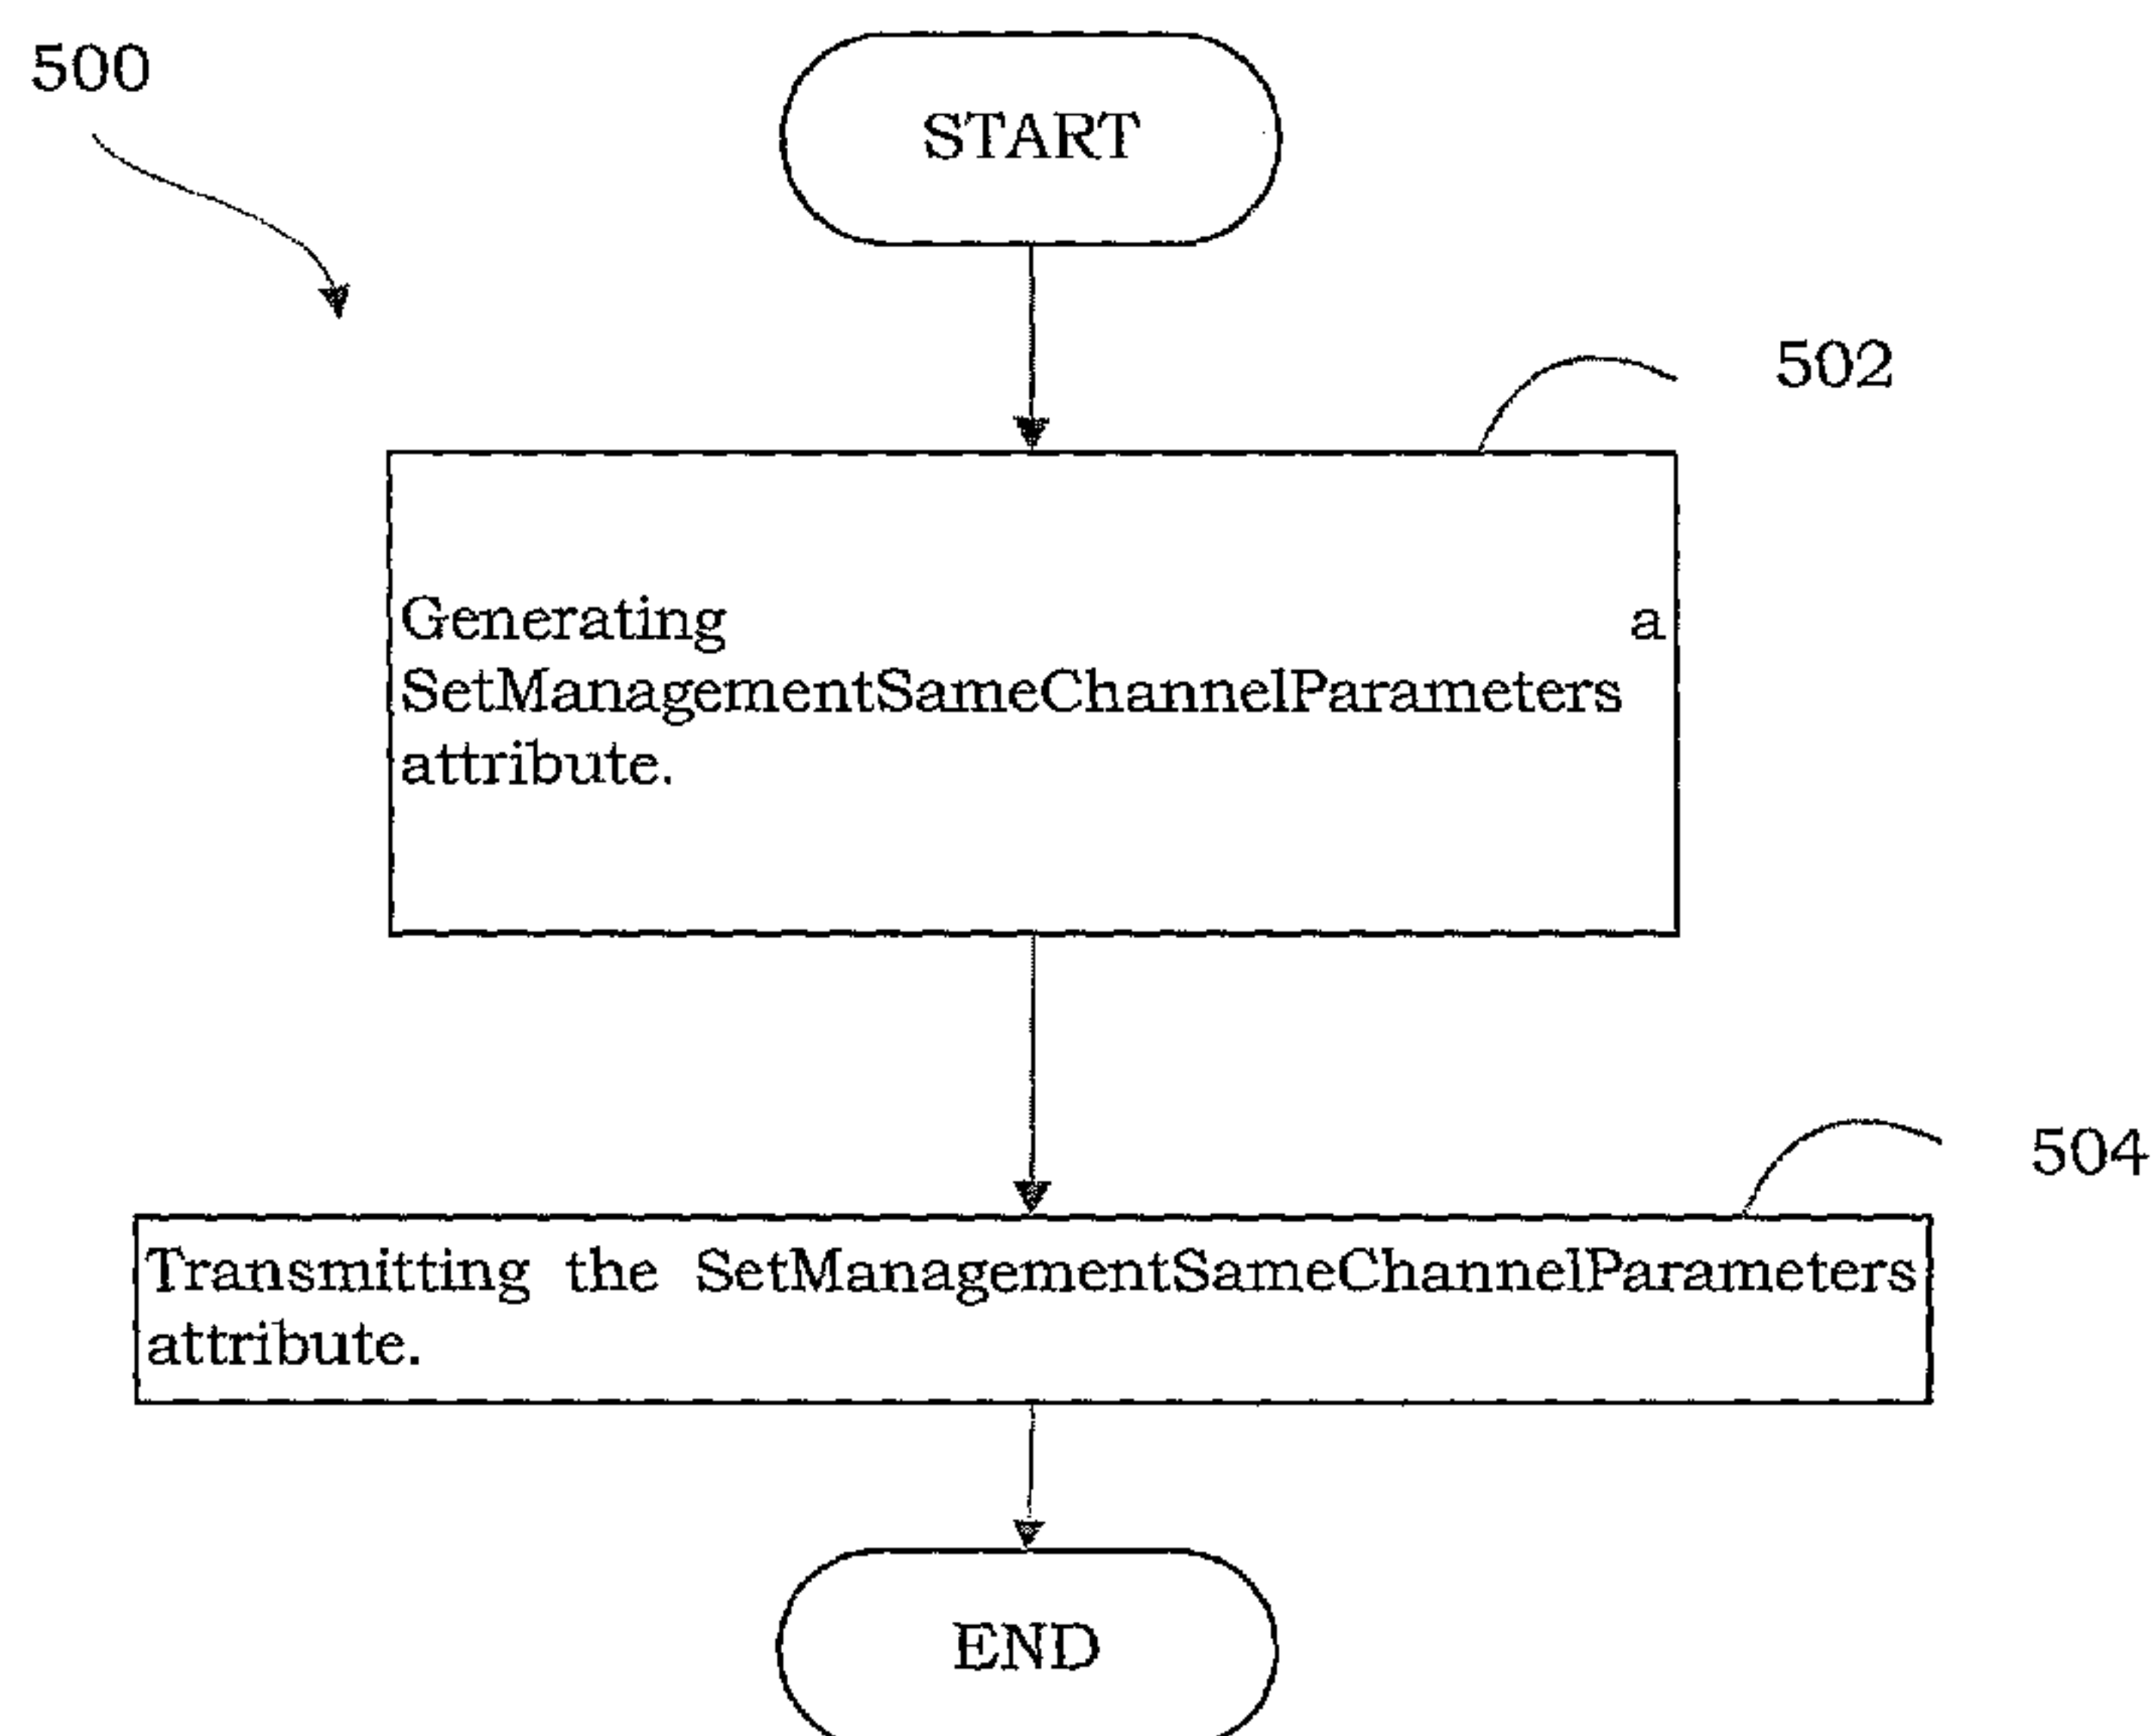 500
START
502
Generating a
SetManagementSameChannelParameters
attribute.
504
Transmitting the SetManagementSameChannelParameters
attribute.
END